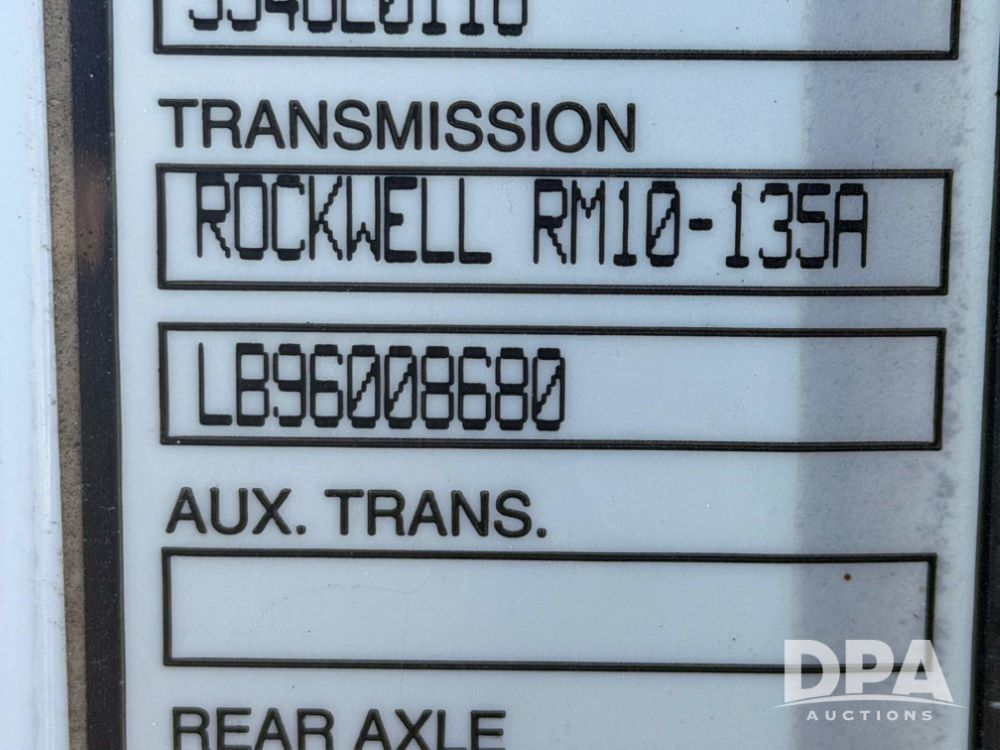 TRANSMISSION
ROCKWELL RM10-135A
LB96008680
AUX. TRANS.
REAR AXLE
DPA
AUCTIONS